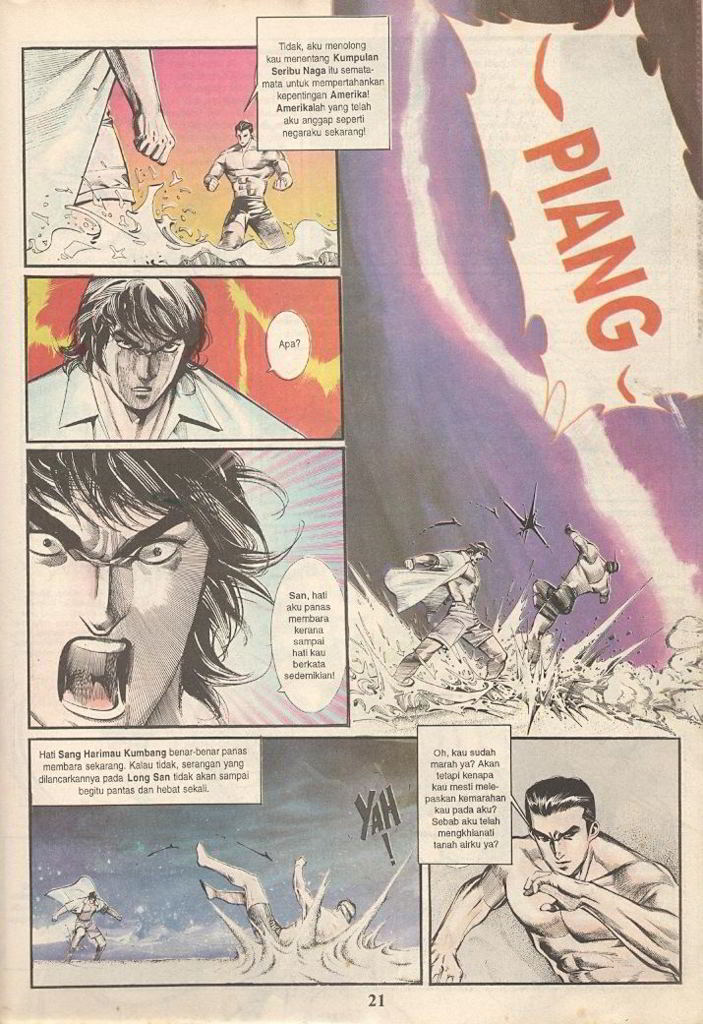 Tidak, aku menolong
kau menentang Kumpulan
Seribu Naga itu semata-
mata untuk mempertahankan
kepentingan Amerika!
Amerikalah yang telah
aku anggap seperti
negaraku sekarang!
PIANG
Apa?
San, hati
aku panas
membara
kerana
sampai
hati kau
berkata
sedemikian!
Hati Sang Harimau Kumbang benar-benar panas
membara sekarang. Kalau tidak, serangan yang
dilancarkannya pada Long San tidak akan sampai
begitu pantas dan hebat sekali.
YAH
!
Oh, kau sudah
marah ya? Akan
tetapi kenapa
kau mesti mele-
paskan kemarahan
kau pada aku?
Sebab aku telah
mengkhianati
tanah airku ya?
21